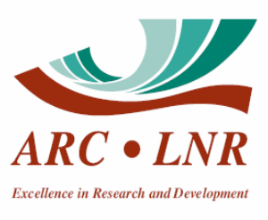 ARC • LNR
Excellence in Research and Development